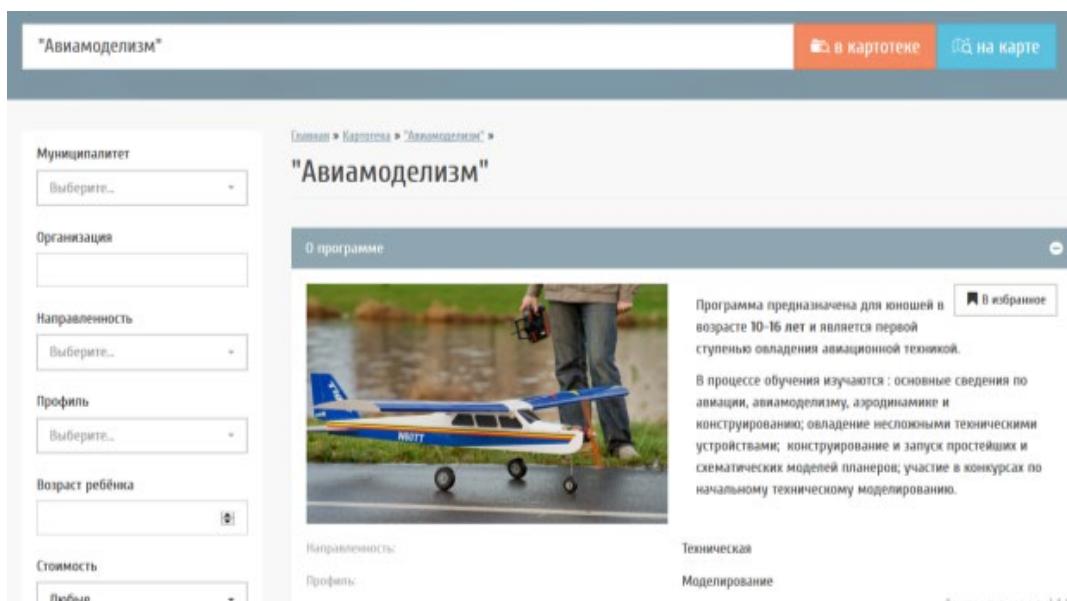 "Авиамоделизм"
в картотеке
на карте
Главная » Картотека » "Авиамоделизм" »
"Авиамоделизм"
Муниципалитет
Выберите...
Организация
Направленность
Выберите...
Профиль
Выберите...
Возраст ребёнка
Стоимость
Любые
О программе
N60TT
В избранное
Программа предназначена для юношей в
возрасте 10-16 лет и является первой
ступенью овладения авиационной техникой.
В процессе обучения изучаются : основные сведения по
авиации, авиамоделизму, аэродинамике и
конструированию; овладение несложными техническими
устройствами; конструирование и запуск простейших и
схематических моделей планеров; участие в конкурсах по
начальному техническому моделированию.
Направленность:
Техническая
Профиль:
Моделирование